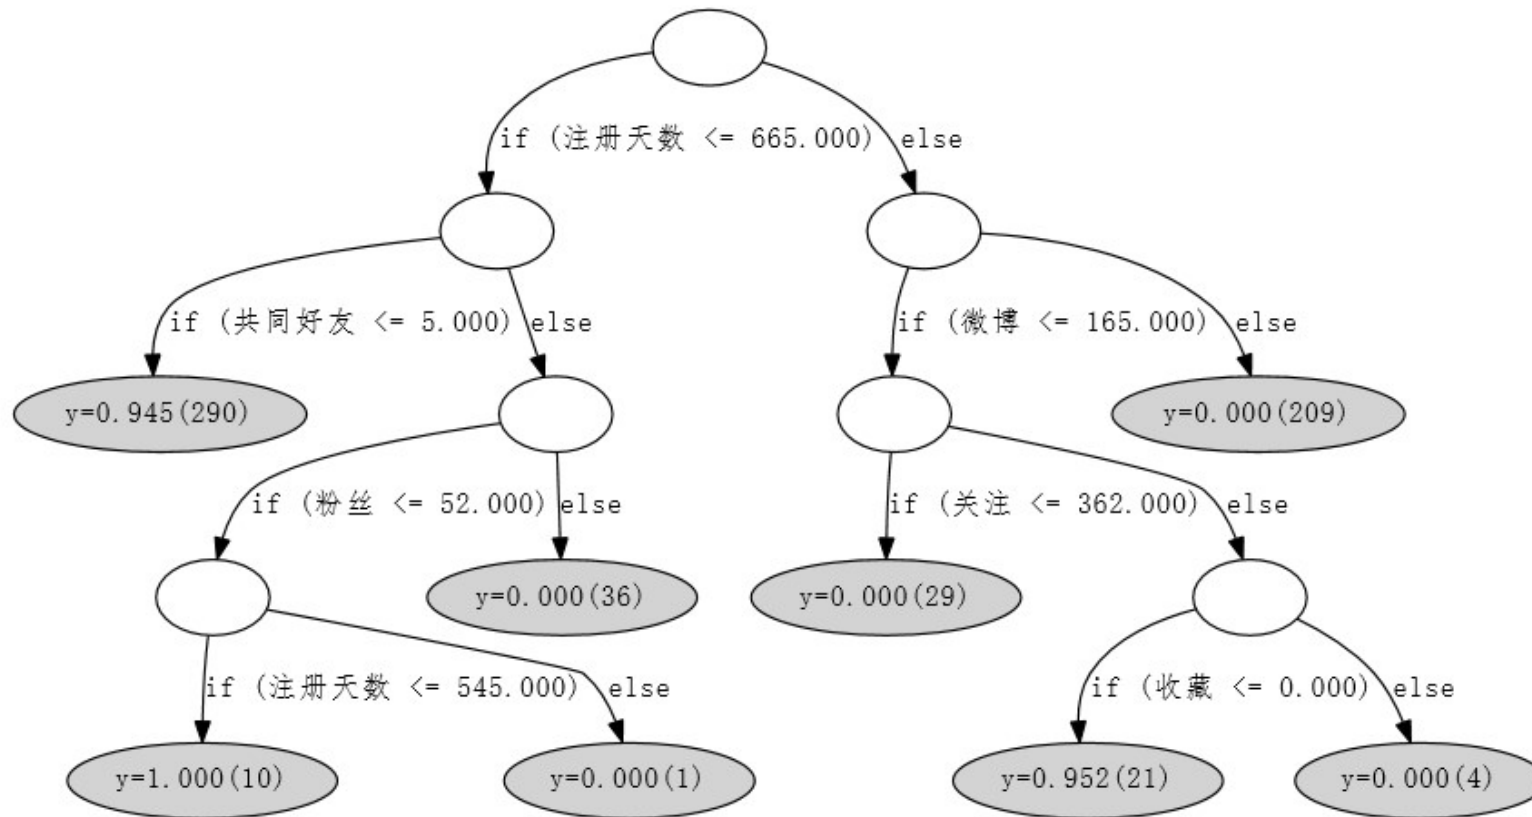 if (注册天数 <= 665.000) else
if (共同好友 <= 5.000) else
if (微博 <= 165.000) else
y=0.945(290)
y=0.000(209)
if (粉丝 <= 52.000) else
if (关注 <= 362.000) else
y=0.000(36)
y=0.000(29)
if (注册天数 <= 545.000) else
if (收藏 <= 0.000) else
y=1.000(10)
y=0.000(1)
y=0.952(21)
y=0.000(4)